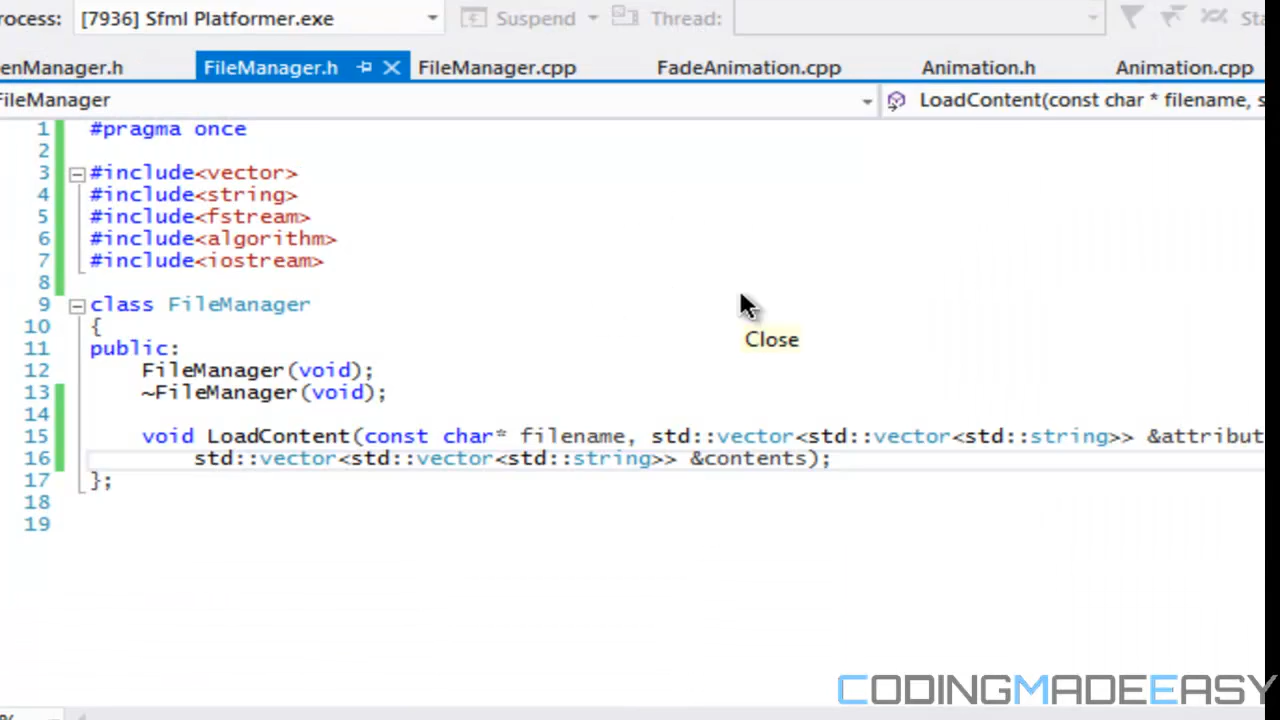 rocess: [7936] Sfml Platformer.exe Suspend Thread:
enManager.h FileManager.h FileManager.cpp FadeAnimation.cpp Animation.h Animation.cpp
FileManager LoadContent(const char * filename, s
1 #pragma once
2
3 #include<vector>
4 #include<string>
5 #include<fstream>
6 #include<algorithm>
7 #include<iostream>
8
9 class FileManager
10 {
11 public:
12 FileManager(void);
13 ~FileManager(void);
14
15 void LoadContent(const char* filename, std::vector<std::vector<std::string>> &attribut
16 std::vector<std::vector<std::string>> &contents);
17 };
18
19
Close
CODINGMADEEASY